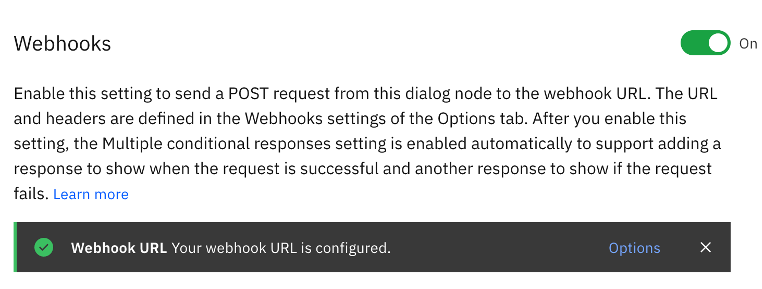 Webhooks
On
Enable this setting to send a POST request from this dialog node to the webhook URL. The URL
and headers are defined in the Webhooks settings of the Options tab. After you enable this
setting, the Multiple conditional responses setting is enabled automatically to support adding a
response to show when the request is successful and another response to show if the request
fails. Learn more
Webhook URL Your webhook URL is configured. Options